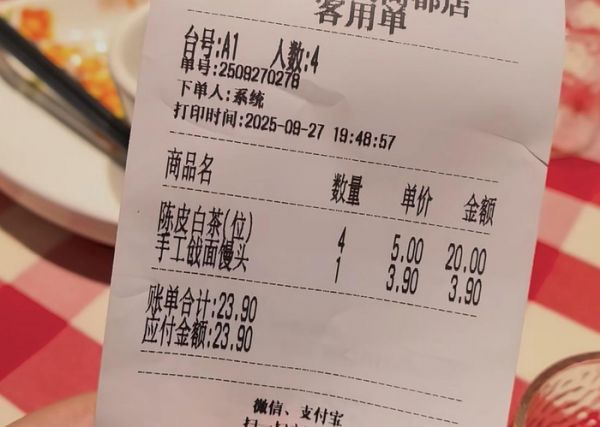 客用单
台号:A1 人数:4
单号:2509270278
下单人:系统
打印时间:2025-09-27 19:48:57
商品名 数量 单价 金额
陈皮白茶(位) 4 5.00 20.00
手工戗面馒头 1 3.90 3.90
账单合计:23.90
应付金额:23.90
微信、支付宝